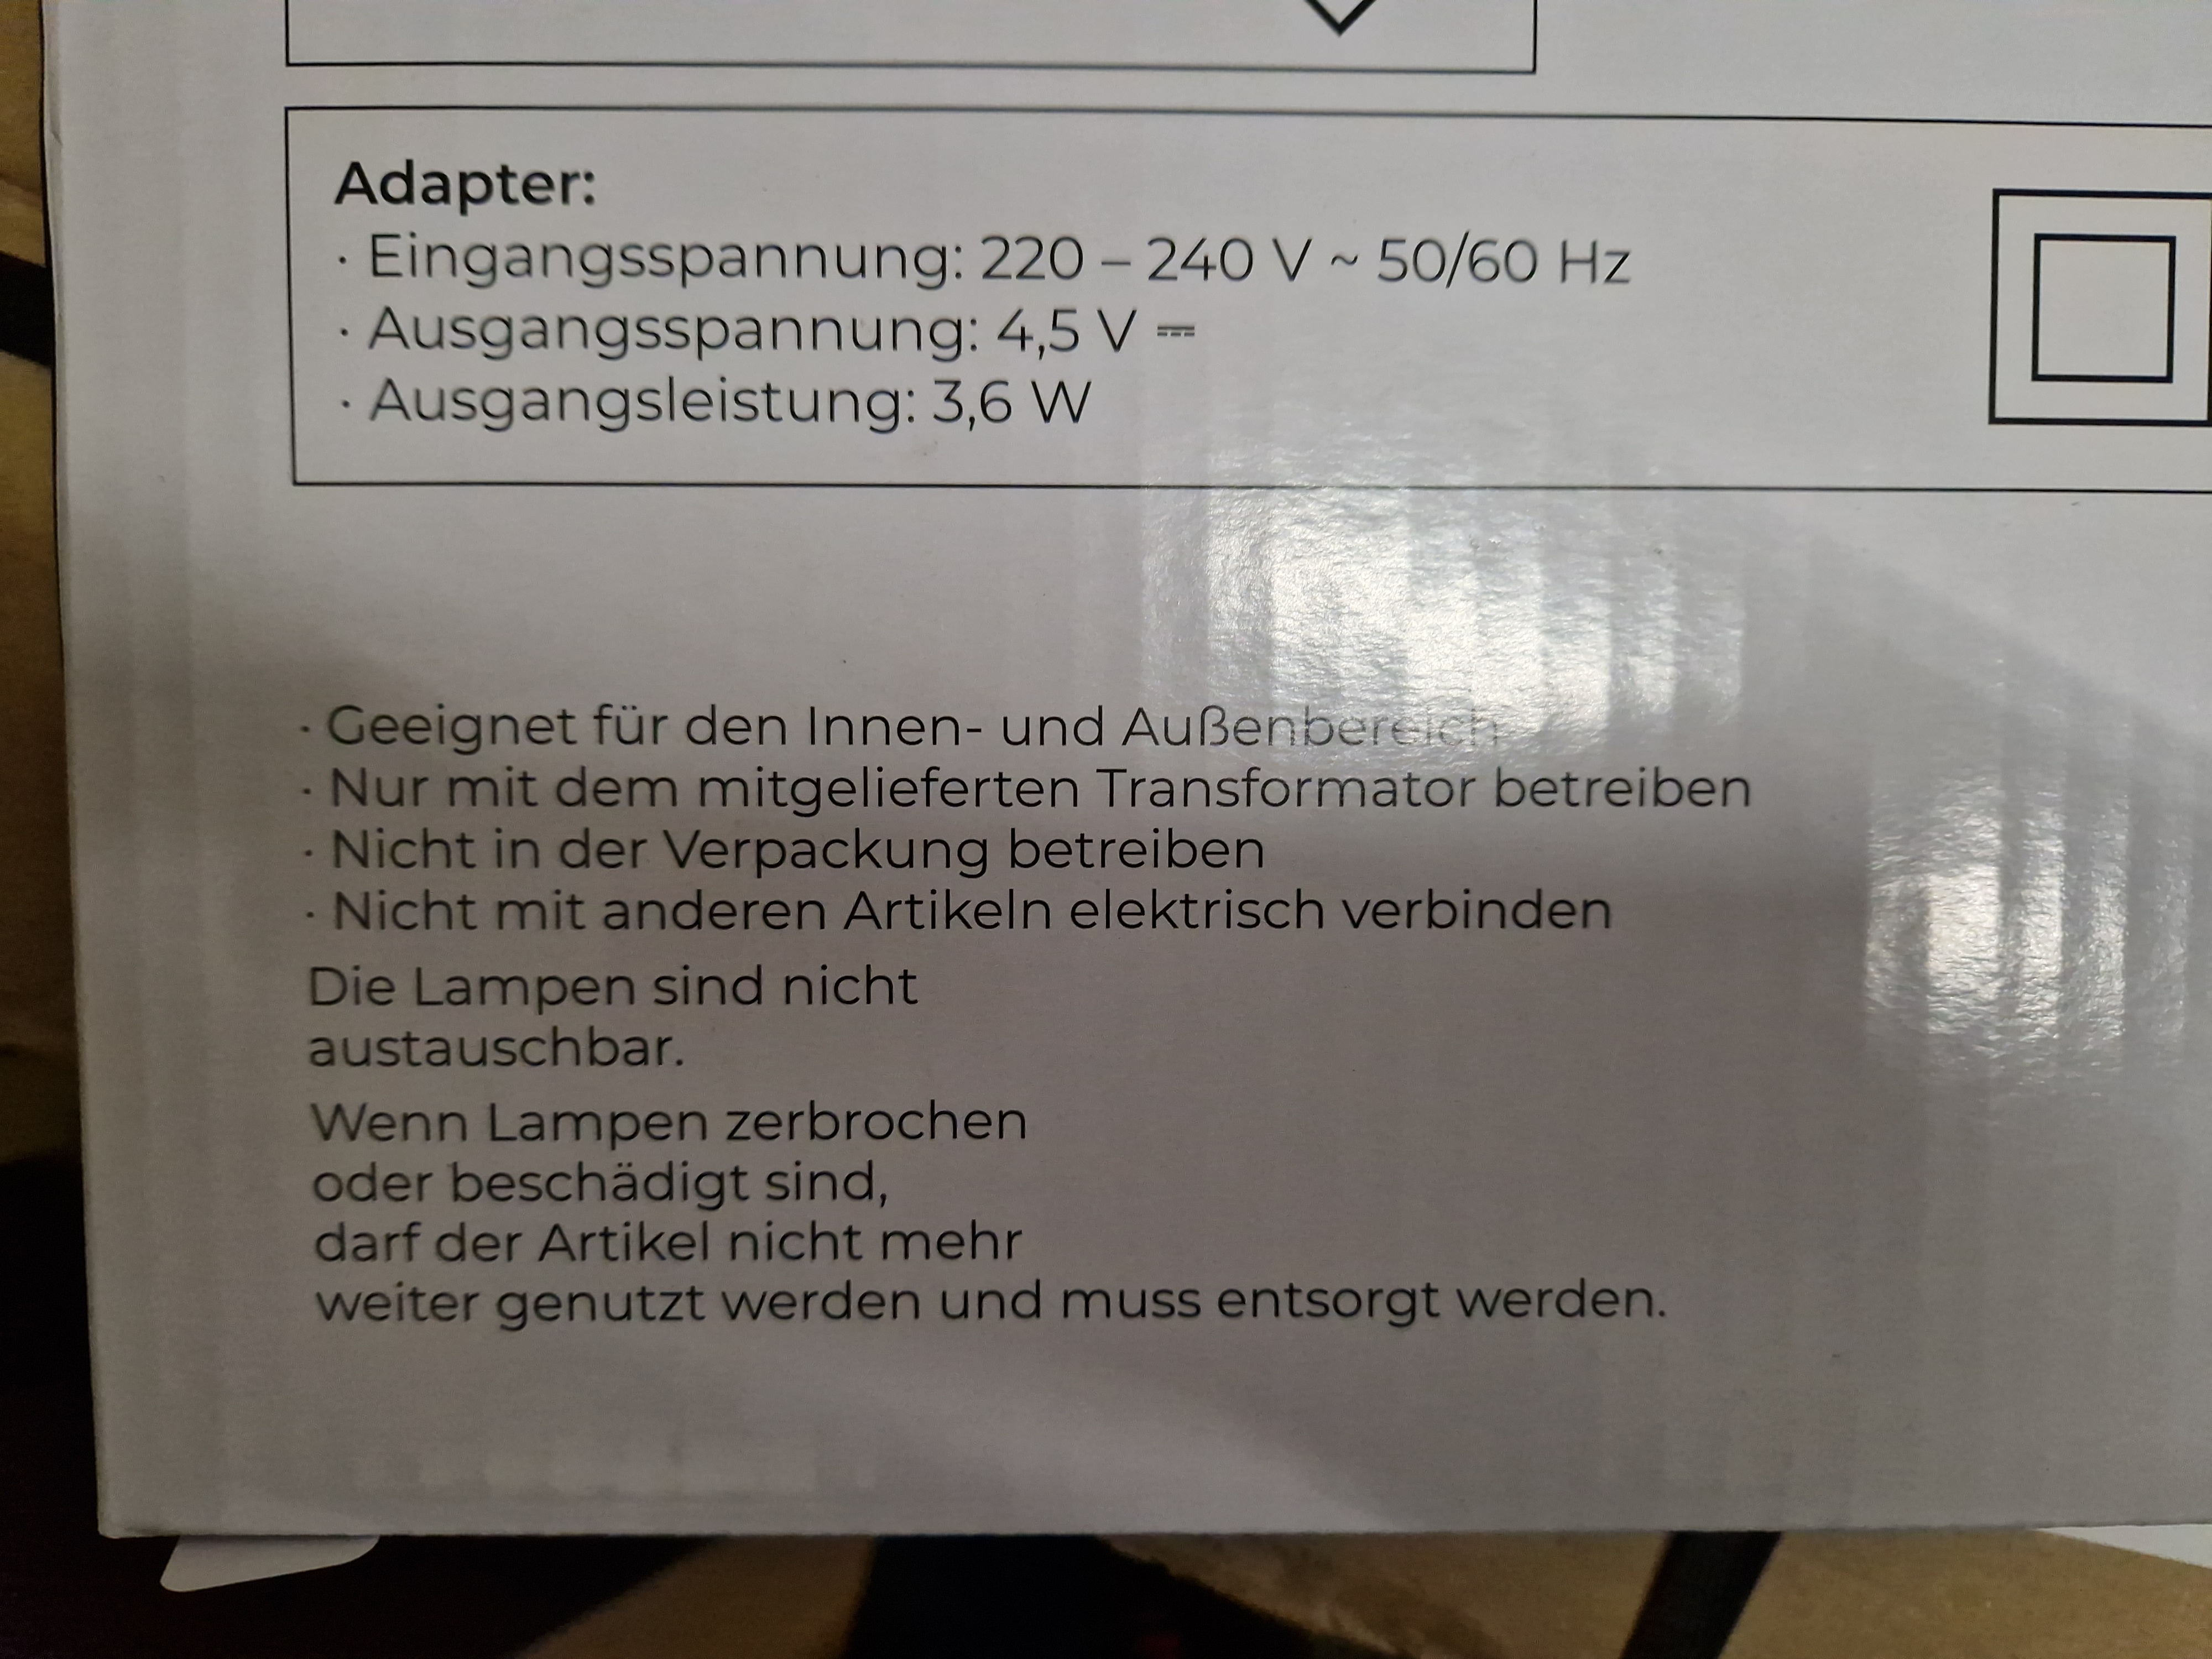 Adapter:
· Eingangsspannung: 220 – 240 V ~ 50/60 Hz
· Ausgangsspannung: 4,5 V ⎓
· Ausgangsleistung: 3,6 W
· Geeignet für den Innen- und Außenbereich
· Nur mit dem mitgelieferten Transformator betreiben
· Nicht in der Verpackung betreiben
· Nicht mit anderen Artikeln elektrisch verbinden
Die Lampen sind nicht
austauschbar.
Wenn Lampen zerbrochen
oder beschädigt sind,
darf der Artikel nicht mehr
weiter genutzt werden und muss entsorgt werden.